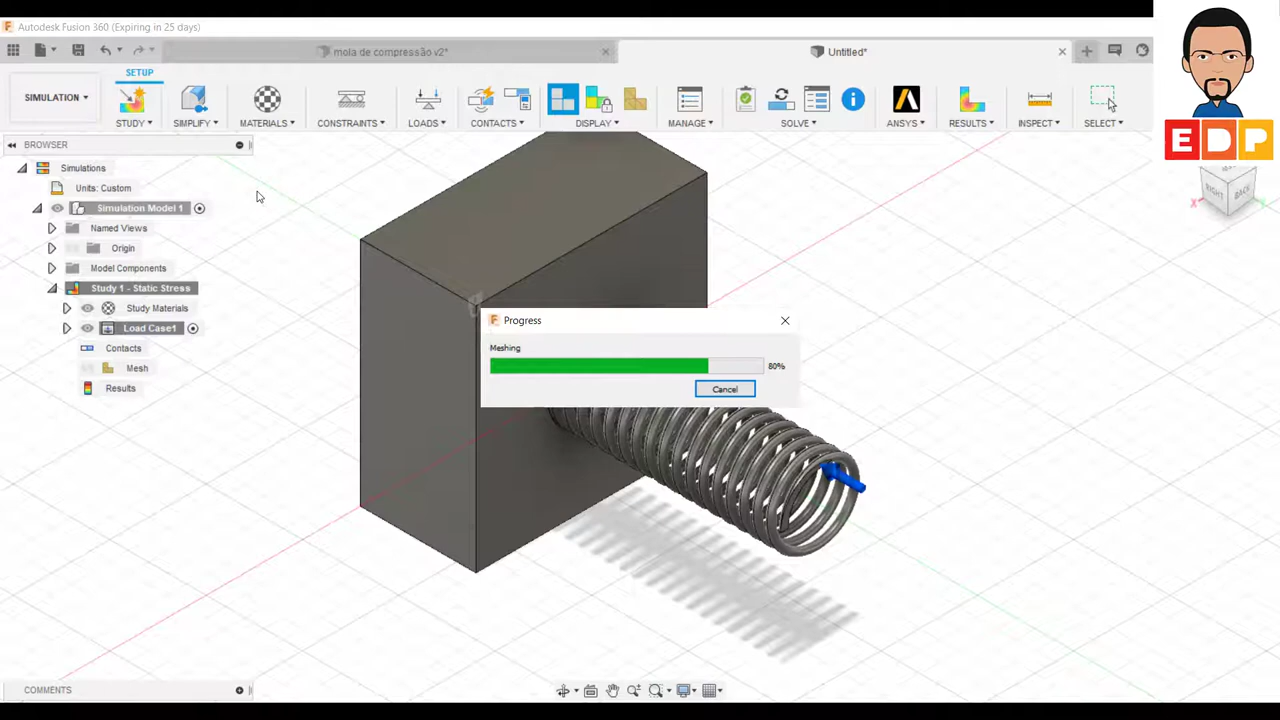 Autodesk Fusion 360 (Expiring in 25 days)
mola de compressão v2*
Untitled*
SETUP
SIMULATION
STUDY
SIMPLIFY
MATERIALS
CONSTRAINTS
LOADS
CONTACTS
DISPLAY
MANAGE
SOLVE
ANSYS
RESULTS
INSPECT
SELECT
EDP
BROWSER
Simulations
Units: Custom
Simulation Model 1
Named Views
Origin
Model Components
Study 1 - Static Stress
Study Materials
Load Case1
Contacts
Mesh
Results
RIGHT
BACK
X
Progress
Meshing
80%
Cancel
COMMENTS